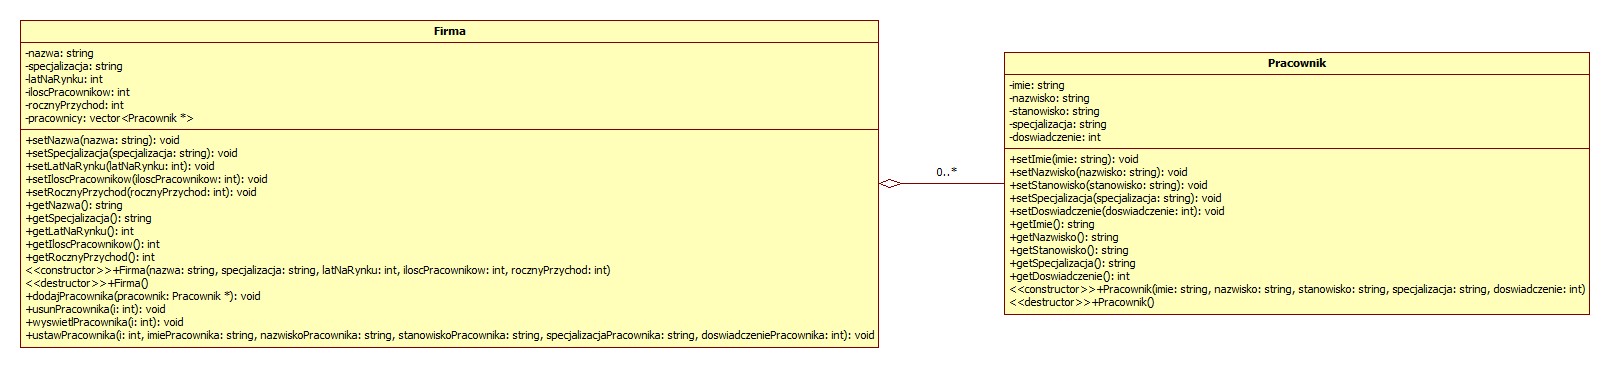 Firma
-nazwa: string
-specjalizacja: string
-latNaRynku: int
-iloscPracownikow: int
-rocznyPrzychod: int
-pracownicy: vector<Pracownik *>
+setNazwa(nazwa: string): void
+setSpecjalizacja(specjalizacja: string): void
+setLatNaRynku(latNaRynku: int): void
+setIloscPracownikow(iloscPracownikow: int): void
+setRocznyPrzychod(rocznyPrzychod: int): void
+getNazwa(): string
+getSpecjalizacja(): string
+getLatNaRynku(): int
+getIloscPracownikow(): int
+getRocznyPrzychod(): int
<<constructor>>+Firma(nazwa: string, specjalizacja: string, latNaRynku: int, iloscPracownikow: int, rocznyPrzychod: int)
<<destructor>>+Firma()
+dodajPracownika(pracownik: Pracownik *): void
+usunPracownika(i: int): void
+wyswietlPracownika(i: int): void
+ustawPracownika(i: int, imiePracownika: string, nazwiskoPracownika: string, stanowiskoPracownika: string, specjalizacjaPracownika: string, doswiadczeniePracownika: int): void
0..*
Pracownik
-imie: string
-nazwisko: string
-stanowisko: string
-specjalizacja: string
-doswiadczenie: int
+setImie(imie: string): void
+setNazwisko(nazwisko: string): void
+setStanowisko(stanowisko: string): void
+setSpecjalizacja(specjalizacja: string): void
+setDoswiadczenie(doswiadczenie: int): void
+getImie(): string
+getNazwisko(): string
+getStanowisko(): string
+getSpecjalizacja(): string
+getDoswiadczenie(): int
<<constructor>>+Pracownik(imie: string, nazwisko: string, stanowisko: string, specjalizacja: string, doswiadczenie: int)
<<destructor>>+Pracownik()